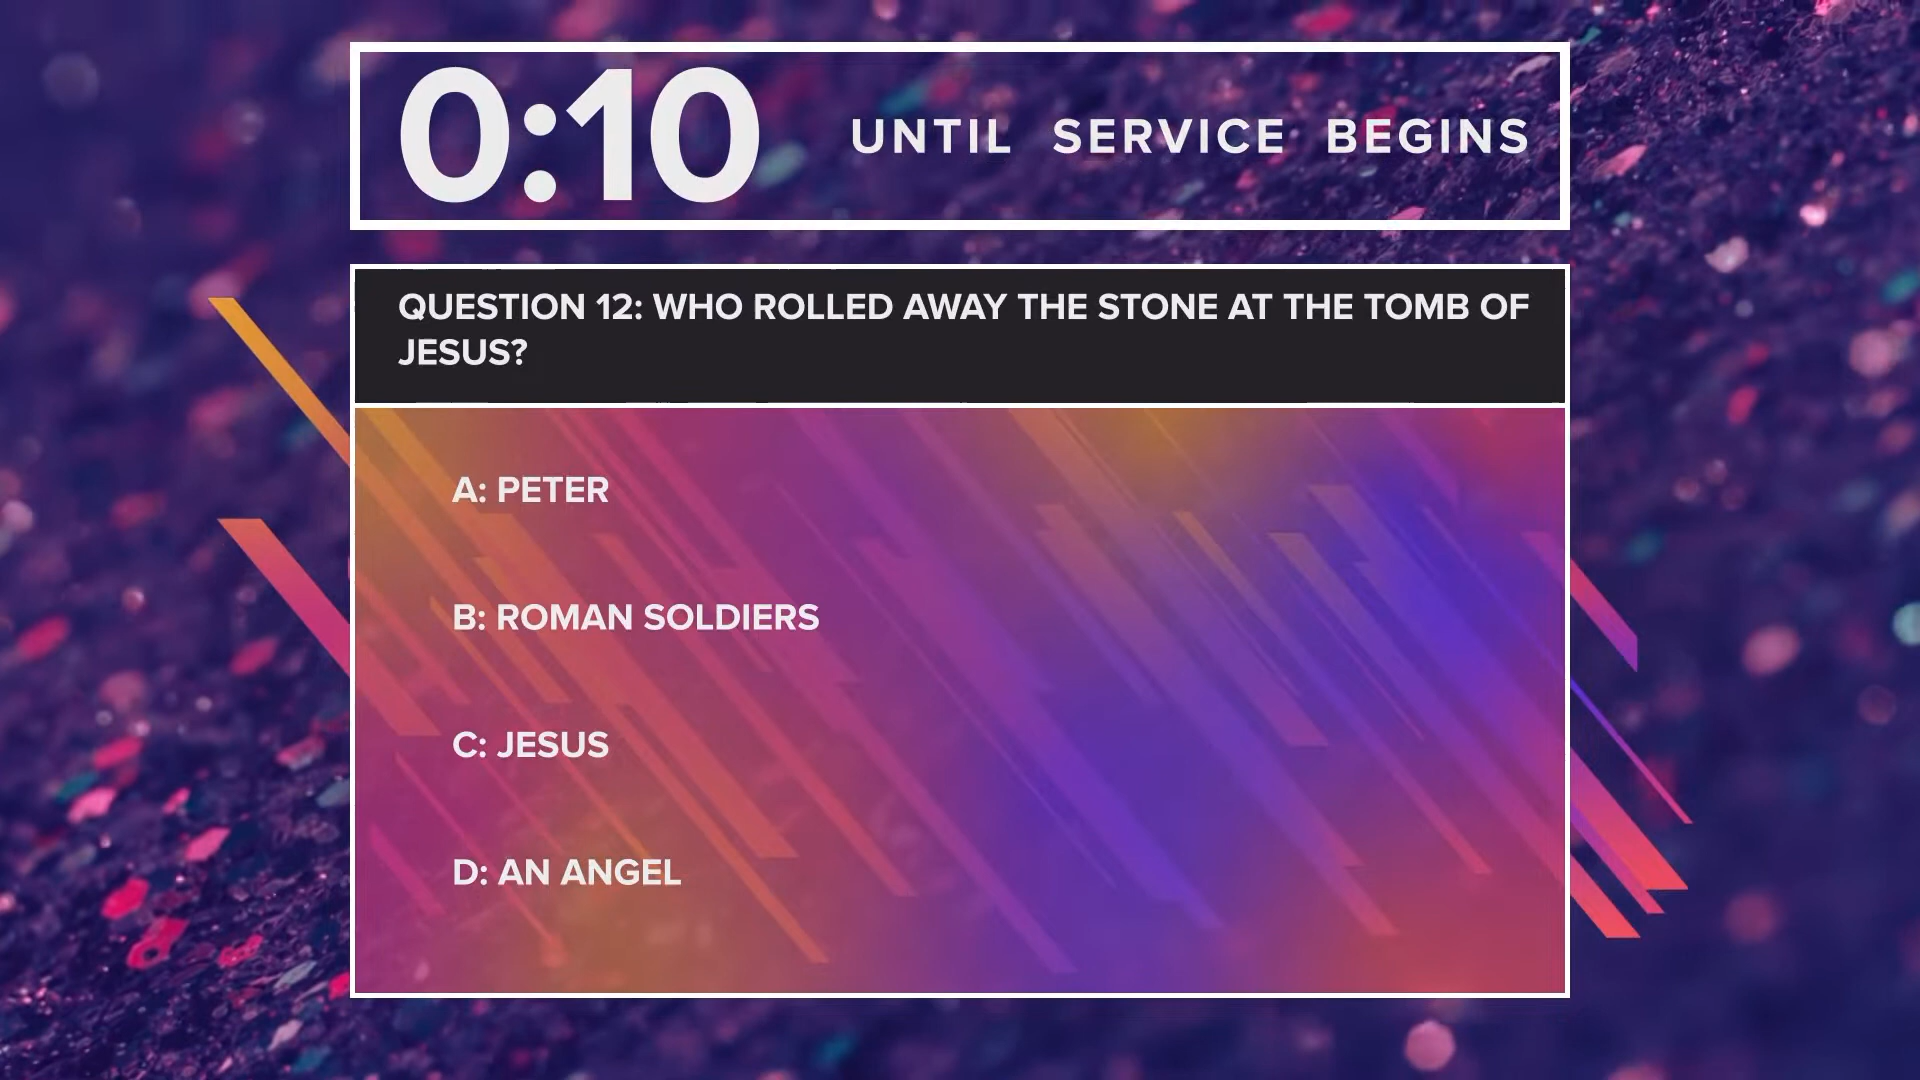 0:10 UNTIL SERVICE BEGINS
QUESTION 12: WHO ROLLED AWAY THE STONE AT THE TOMB OF
JESUS?
A: PETER
B: ROMAN SOLDIERS
C: JESUS
D: AN ANGEL